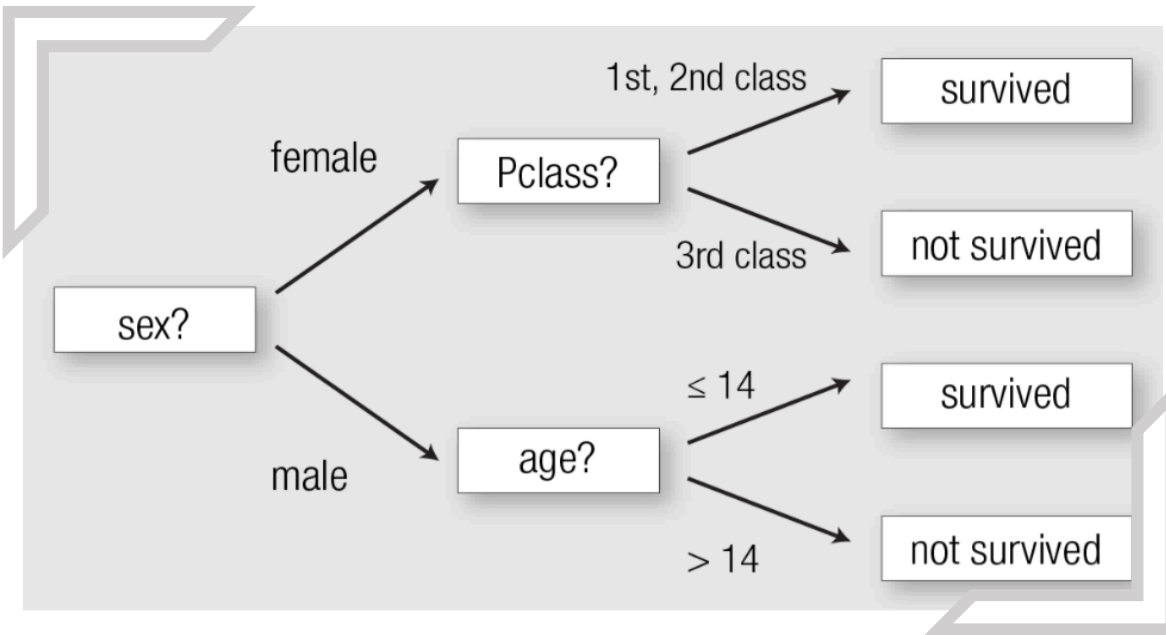 1st, 2nd class
survived
female
Pclass?
3rd class
not survived
sex?
≤ 14
survived
male
age?
> 14
not survived